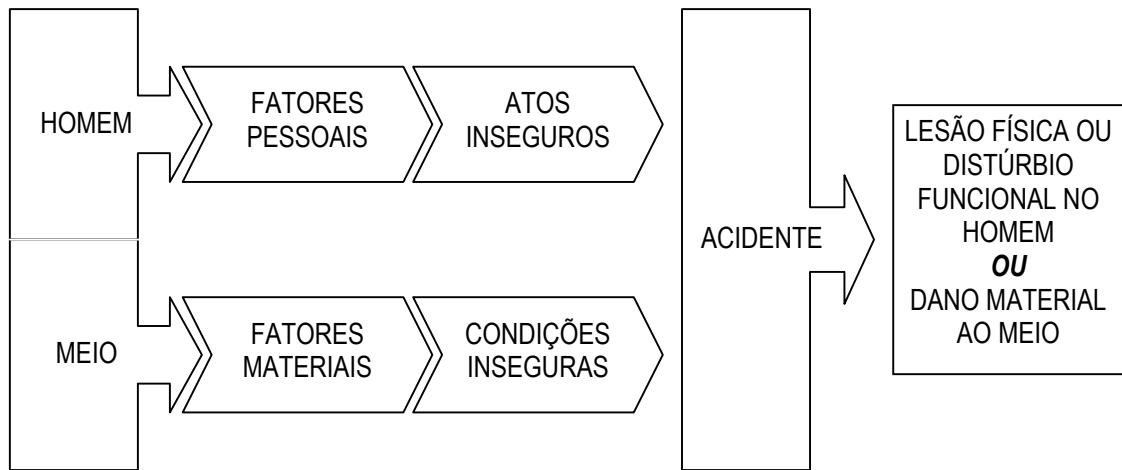 HOMEM
FATORES
PESSOAIS
ATOS
INSEGUROS
MEIO
FATORES
MATERIAIS
CONDIÇÕES
INSEGURAS
ACIDENTE
LESÃO FÍSICA OU
DISTÚRBIO
FUNCIONAL NO
HOMEM
OU
DANO MATERIAL
AO MEIO